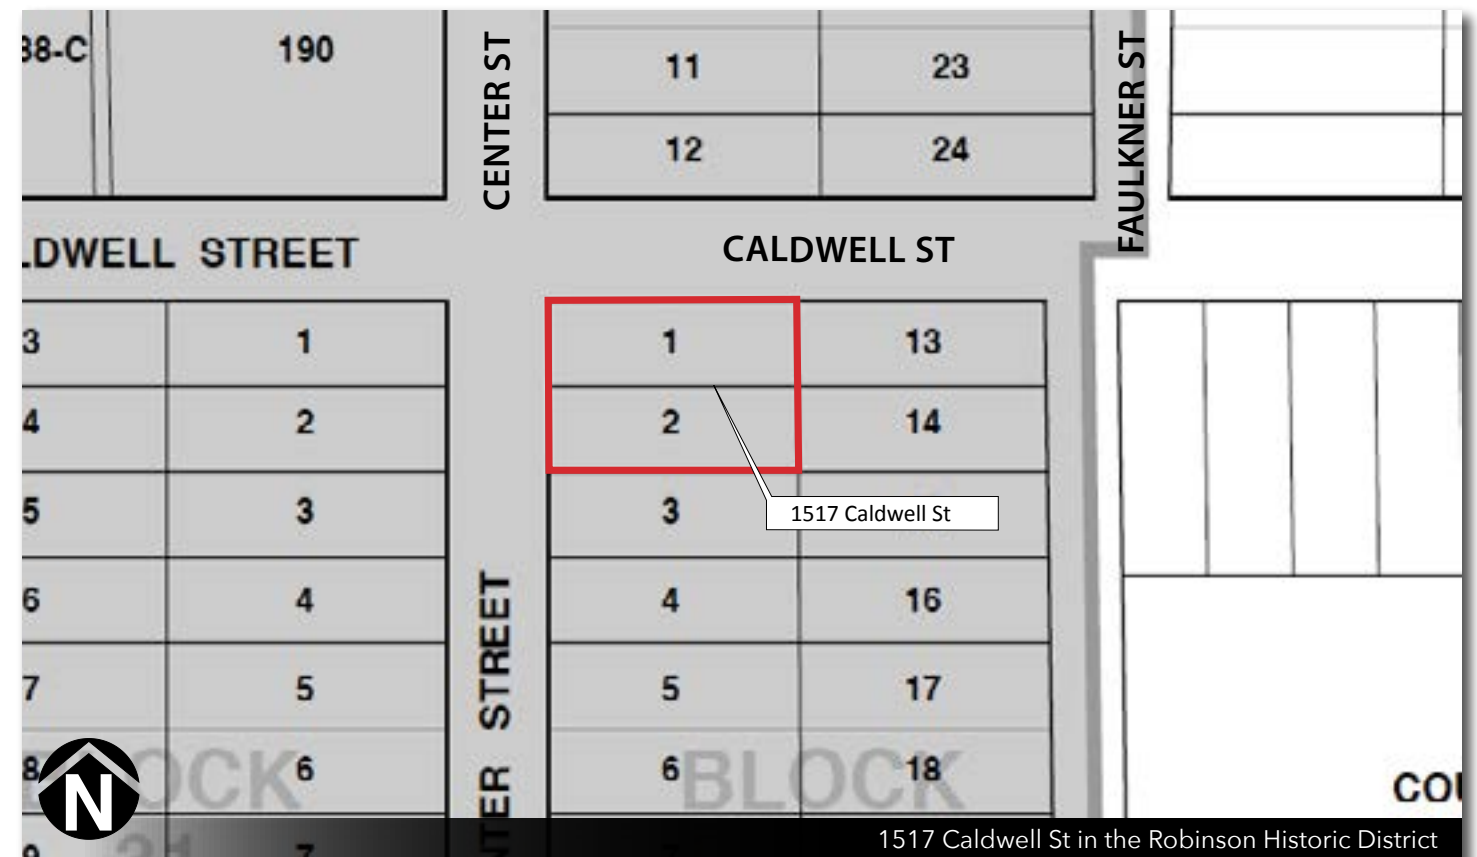 38-C 190
CENTER ST
11 23
FAULKNER ST
12 24
LDWELL STREET
CALDWELL ST
3 1 1 13
4 2 2 14
5 3 3
1517 Caldwell St
6 4 4 16
STREET
7 5 5 17
8 6 6 18
BLOCK
N
COU
1517 Caldwell St in the Robinson Historic District